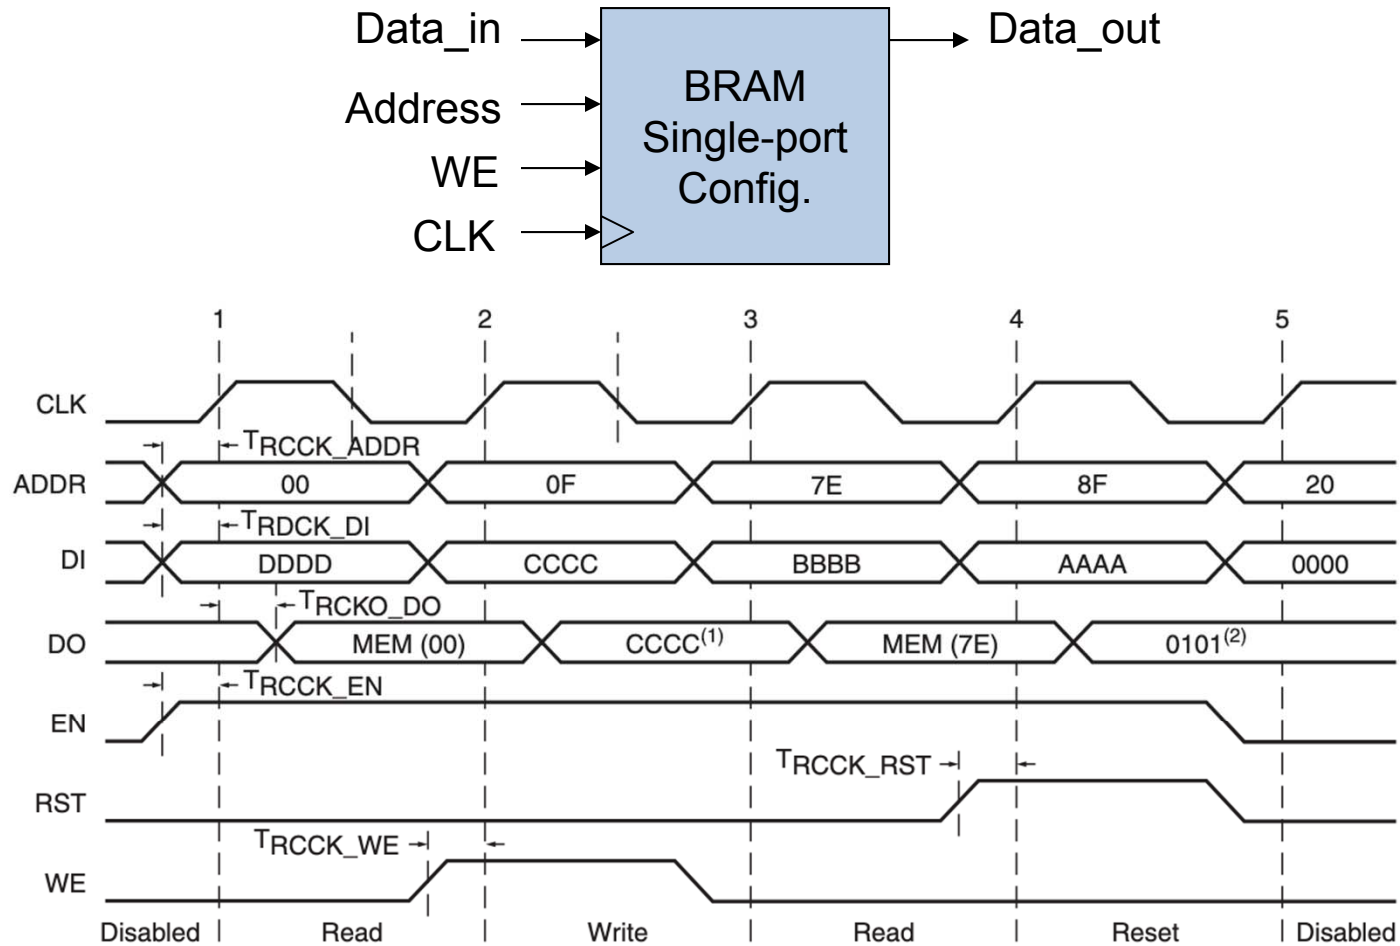 Data_in
Address
WE
CLK
BRAM
Single-port
Config.
Data_out
1 2 3 4 5
CLK
TRCCK_ADDR
ADDR 00 0F 7E 8F 20
TRDCK_DI
DI DDDD CCCC BBBB AAAA 0000
TRCKO_DO
DO MEM (00) CCCC(1) MEM (7E) 0101(2)
TRCCK_EN
EN
TRCCK_RST
RST
TRCCK_WE
WE
Disabled Read Write Read Reset Disabled